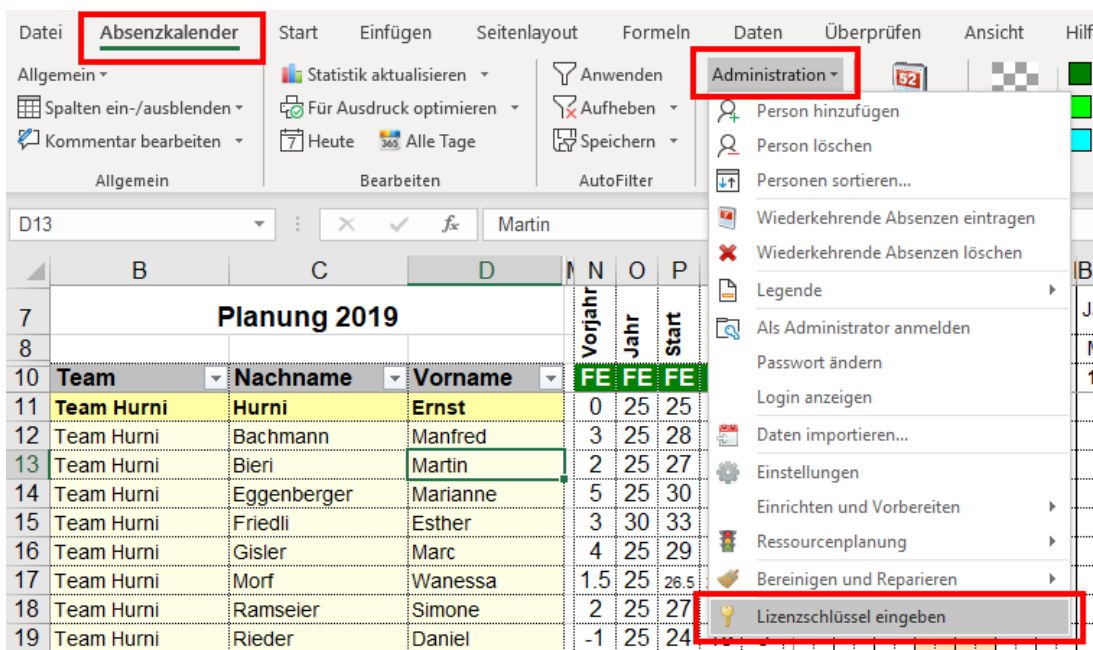 Datei Absenzkalender Start Einfügen Seitenlayout Formeln Daten Überprüfen Ansicht Hilf
Allgemein Statistik aktualisieren Anwenden Administration 52
Spalten ein-/ausblenden Für Ausdruck optimieren Aufheben Person hinzufügen
Kommentar bearbeiten 7 Heute 365 Alle Tage Speichern Person löschen
Allgemein Bearbeiten AutoFilter Personen sortieren...
D13 fx Martin Wiederkehrende Absenzen eintragen
Wiederkehrende Absenzen löschen
B C D N O P
Legende
7 Planung 2019 Vorjahr Jahr Start Als Administrator anmelden
8 Passwort ändern
10 Team Nachname Vorname FE FE FE Login anzeigen
11 Team Hurni Hurni Ernst 0 25 25
12 Team Hurni Bachmann Manfred 3 25 28 Daten importieren...
13 Team Hurni Bieri Martin 2 25 27 Einstellungen
14 Team Hurni Eggenberger Marianne 5 25 30 Einrichten und Vorbereiten
15 Team Hurni Friedli Esther 3 30 33
16 Team Hurni Gisler Marc 4 25 29 Ressourcenplanung
17 Team Hurni Morf Wanessa 1.5 25 26.5 Bereinigen und Reparieren
18 Team Hurni Ramseier Simone 2 25 27 Lizenzschlüssel eingeben
19 Team Hurni Rieder Daniel -1 25 24